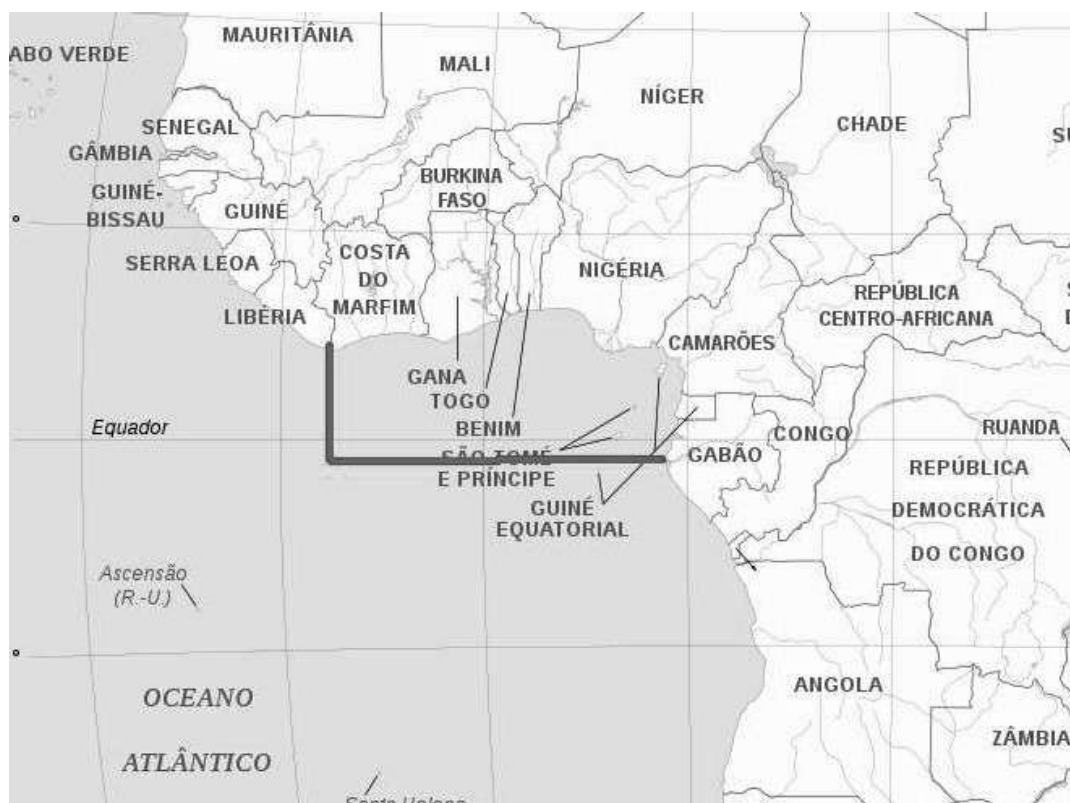 MAURITÂNIA
ABO VERDE
MALI
NÍGER
CHADE
SENEGAL
GÂMBIA
BURKINA
FASO
GUINÉ-
BISSAU
GUINÉ
COSTA
DO
MARFIM
SERRA LEOA
NIGÉRIA
REPÚBLICA
CENTRO-AFRICANA
LIBÉRIA
CAMARÕES
GANA
TOGO
BENIM
Equador
CONGO
RUANDA
SÃO TOMÉ
E PRÍNCIPE
GABÃO
REPÚBLICA
DEMOCRÁTICA
DO CONGO
GUINÉ
EQUATORIAL
Ascensão
(R.-U.)
OCEANO
ATLÂNTICO
ANGOLA
ZÂMBIA